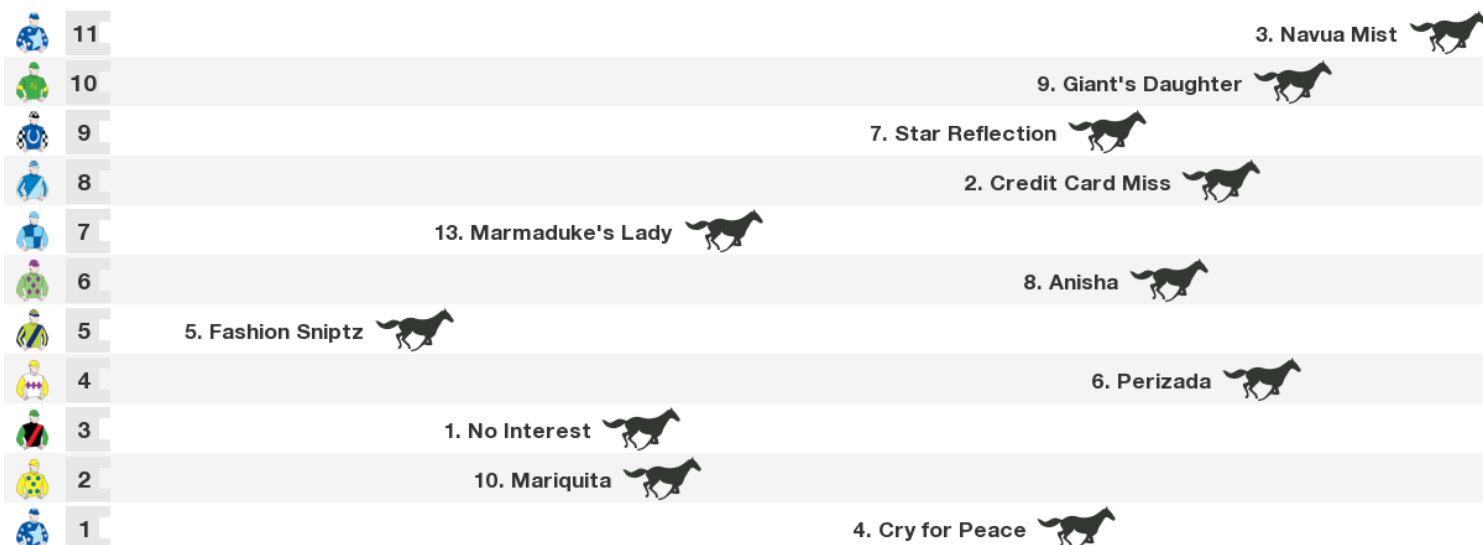 11 3. Navua Mist
10 9. Giant's Daughter
9 7. Star Reflection
8 2. Credit Card Miss
7 13. Marmaduke's Lady
6 8. Anisha
5 5. Fashion Sniptz
4 6. Perizada
3 1. No Interest
2 10. Mariquita
1 4. Cry for Peace